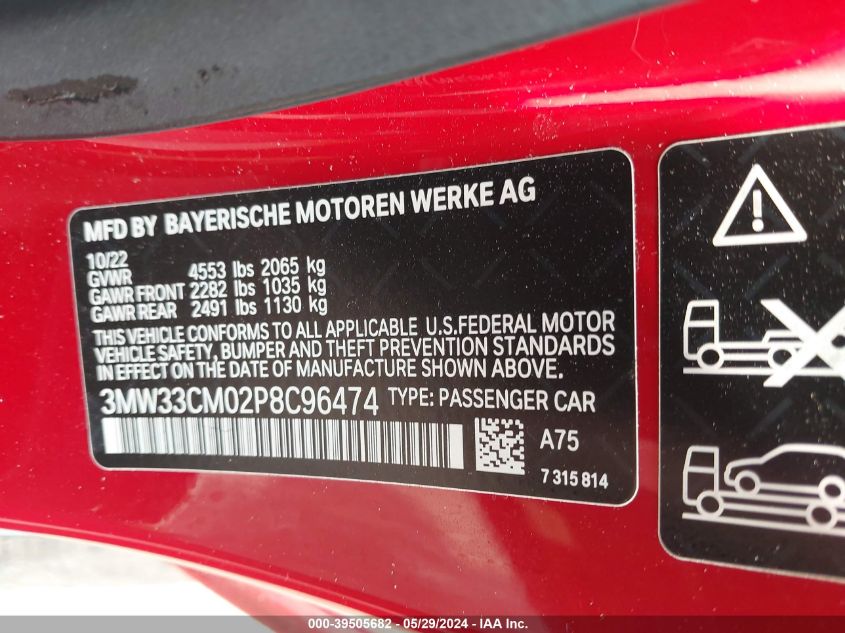 MFD BY BAYERISCHE MOTOREN WERKE AG
10/22
GVWR 4553 lbs 2065 kg
GAWR FRONT 2282 lbs 1035 kg
GAWR REAR 2491 lbs 1130 kg
THIS VEHICLE CONFORMS TO ALL APPLICABLE U.S.FEDERAL MOTOR
VEHICLE SAFETY, BUMPER AND THEFT PREVENTION STANDARDS
IN EFFECT ON THE DATE OF MANUFACTURE SHOWN ABOVE.
3MW33CM02P8C96474 TYPE: PASSENGER CAR
A75
7 315 814
000-39505682 - 05/29/2024 - IAA Inc.